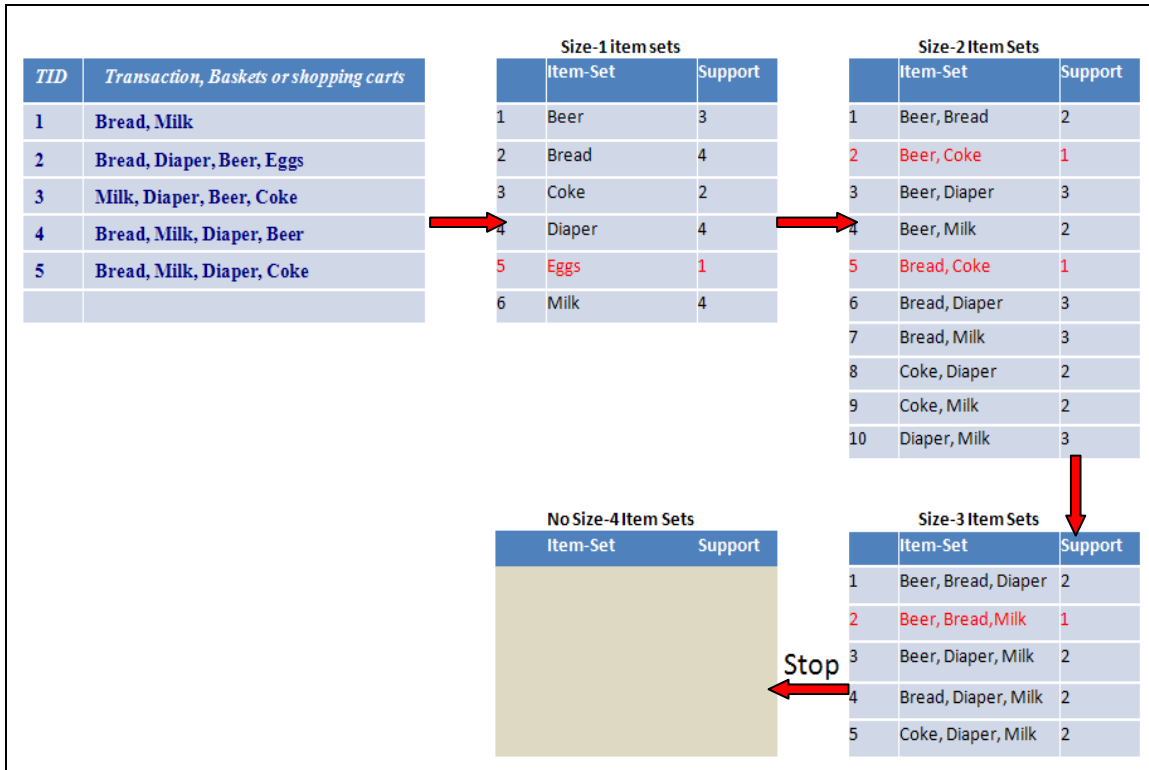 Size-1 item sets
Size-2 Item Sets
TID Transaction, Baskets or shopping carts
1 Bread, Milk
2 Bread, Diaper, Beer, Eggs
3 Milk, Diaper, Beer, Coke
4 Bread, Milk, Diaper, Beer
5 Bread, Milk, Diaper, Coke
Item-Set Support
1 Beer 3
2 Bread 4
3 Coke 2
4 Diaper 4
5 Eggs 1
6 Milk 4
Item-Set Support
1 Beer, Bread 2
2 Beer, Coke 1
3 Beer, Diaper 3
4 Beer, Milk 2
5 Bread, Coke 1
6 Bread, Diaper 3
7 Bread, Milk 3
8 Coke, Diaper 2
9 Coke, Milk 2
10 Diaper, Milk 3
No Size-4 Item Sets
Item-Set Support
Size-3 Item Sets
Item-Set Support
1 Beer, Bread, Diaper 2
2 Beer, Bread,Milk 1
3 Beer, Diaper, Milk 2
4 Bread, Diaper, Milk 2
5 Coke, Diaper, Milk 2
Stop